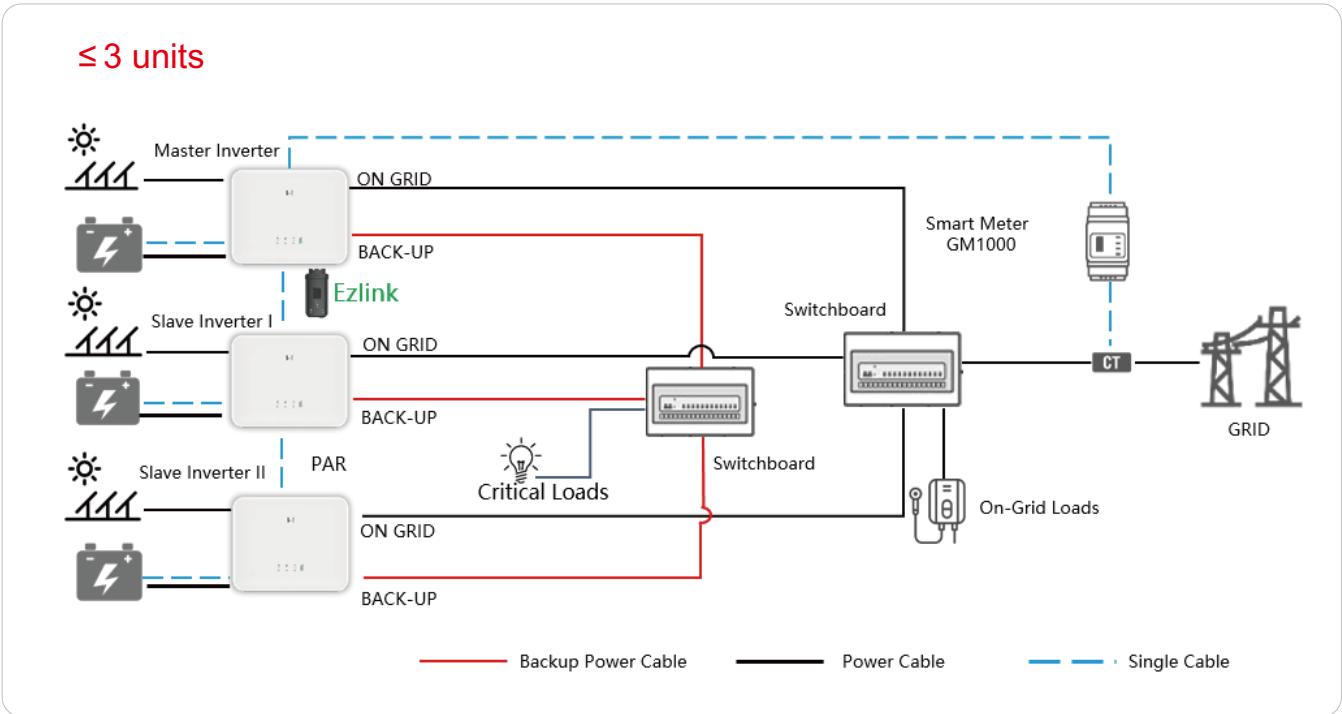 ≤ 3 units
Master Inverter
ON GRID
BACK-UP
Ezlink
Smart Meter
GM1000
Switchboard
Slave Inverter I
ON GRID
BACK-UP
CT
GRID
Slave Inverter II
PAR
Switchboard
Critical Loads
ON GRID
On-Grid Loads
BACK-UP
Backup Power Cable
Power Cable
Single Cable